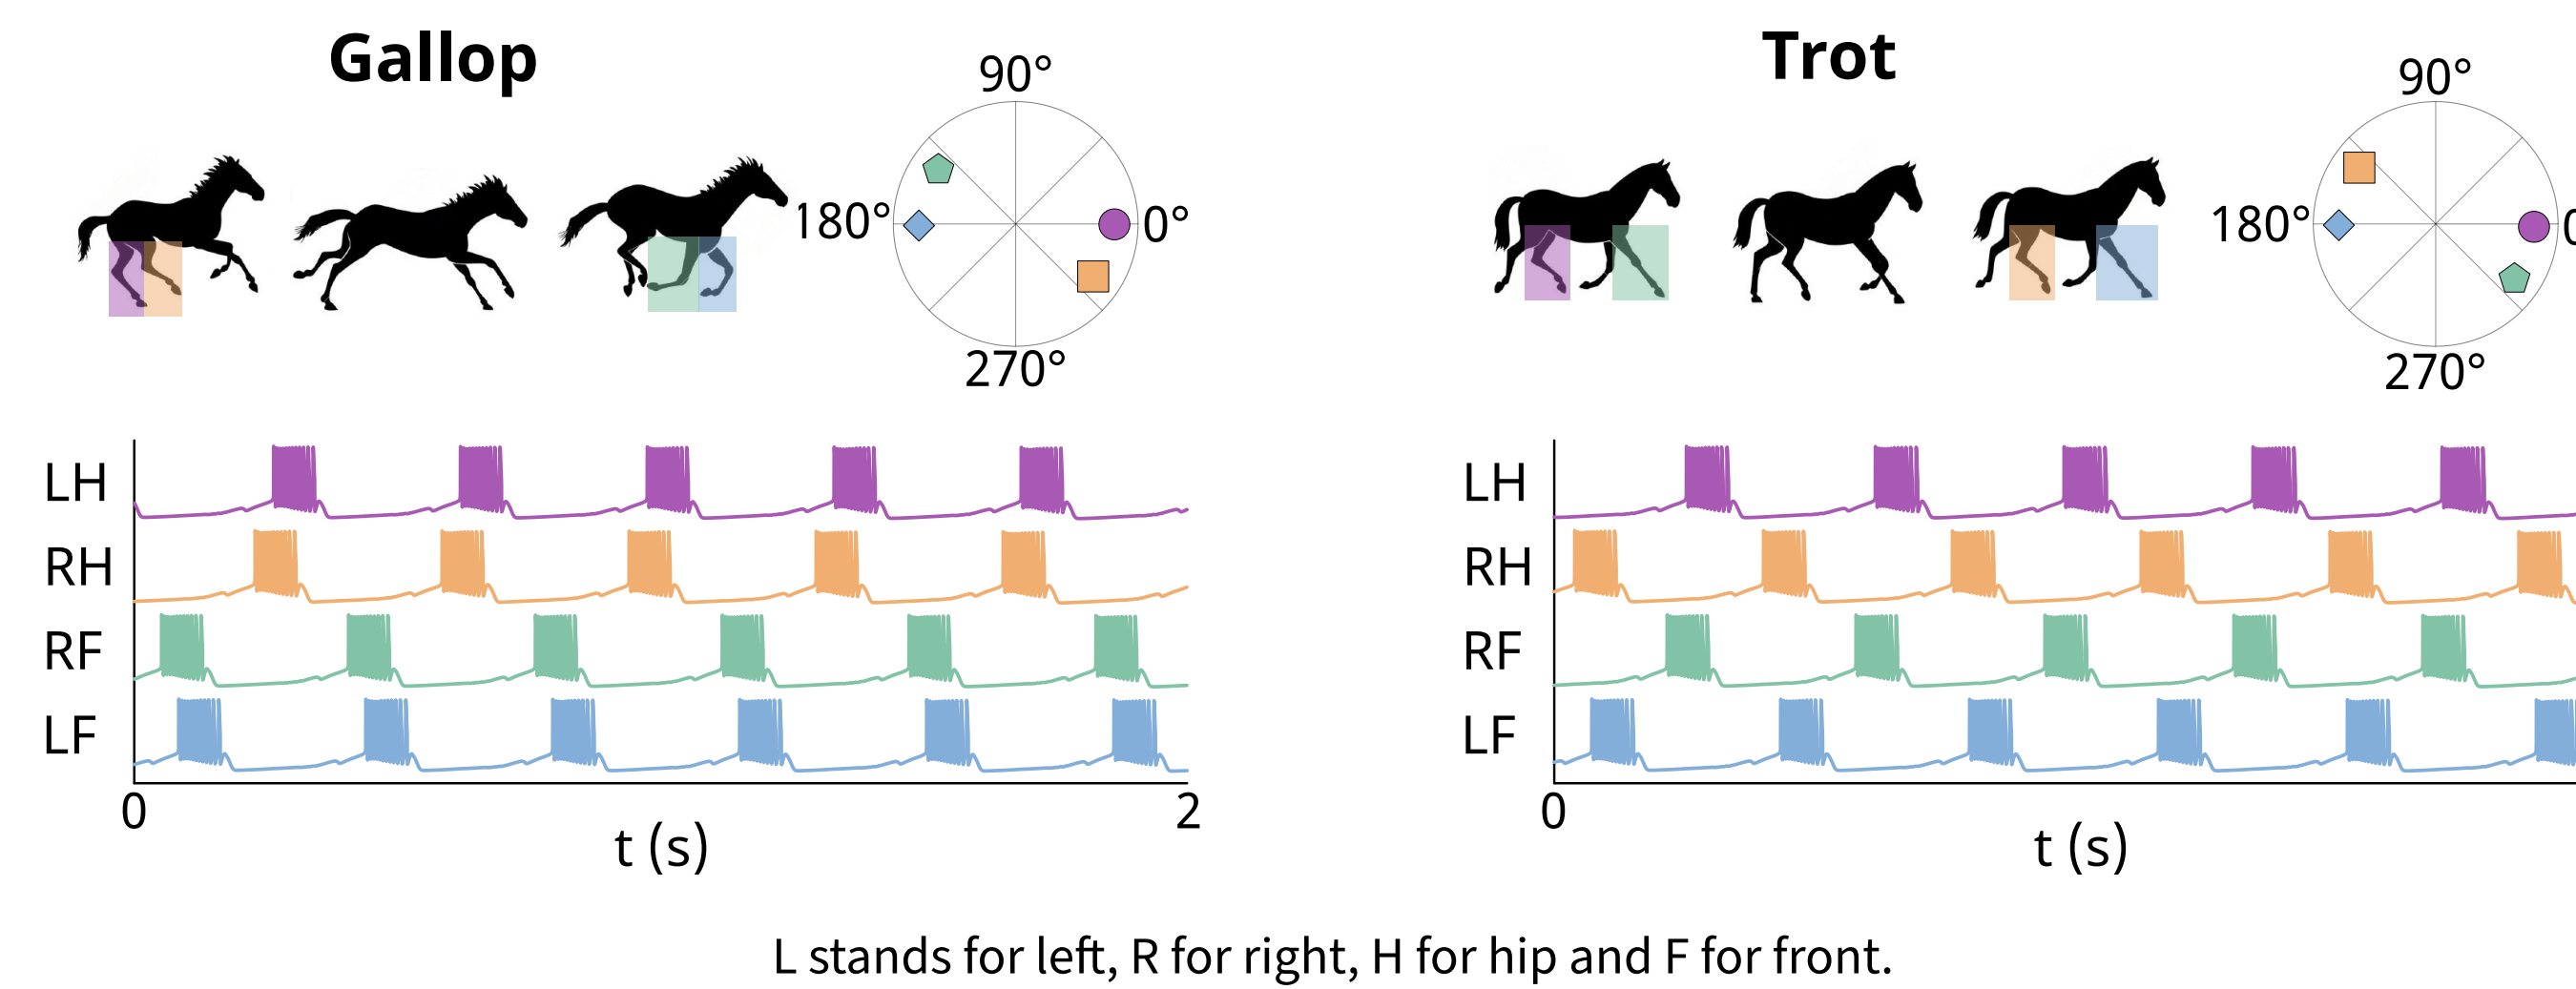 Gallop
90°
180°
0°
270°
LH
RH
RF
LF
0
2
t (s)
Trot
90°
180°
0
270°
LH
RH
RF
LF
0
t (s)
L stands for left, R for right, H for hip and F for front.